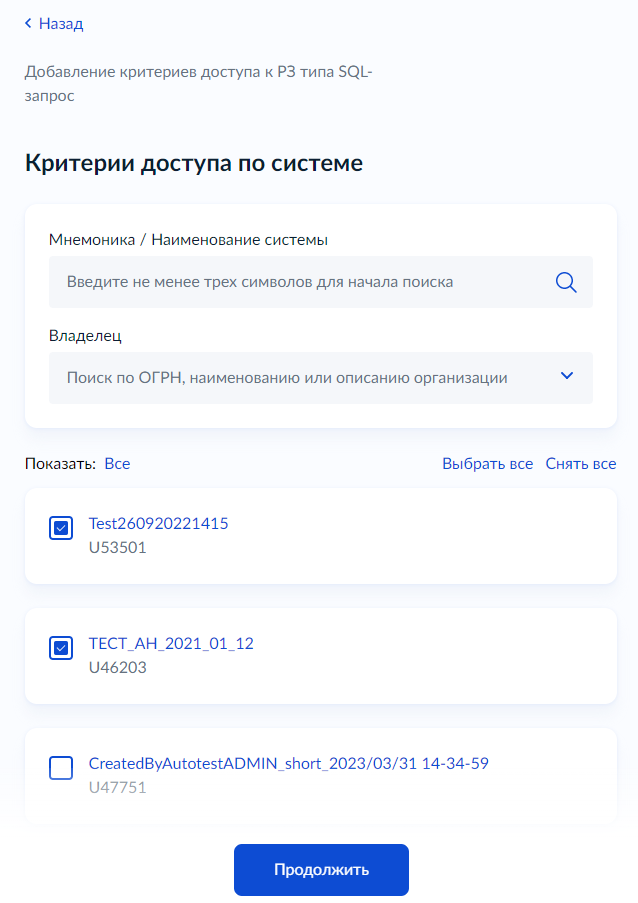 Назад
Добавление критериев доступа к РЗ типа SQL-
запрос
Критерии доступа по системе
Мнемоника / Наименование системы
Введите не менее трех символов для начала поиска
Владелец
Поиск по ОГРН, наименованию или описанию организации
Показать: Все Выбрать все Снять все
Test260920221415
U53501
ТЕСТ_АН_2021_01_12
U46203
CreatedByAutotestADMIN_short_2023/03/31 14-34-59
U47751
Продолжить